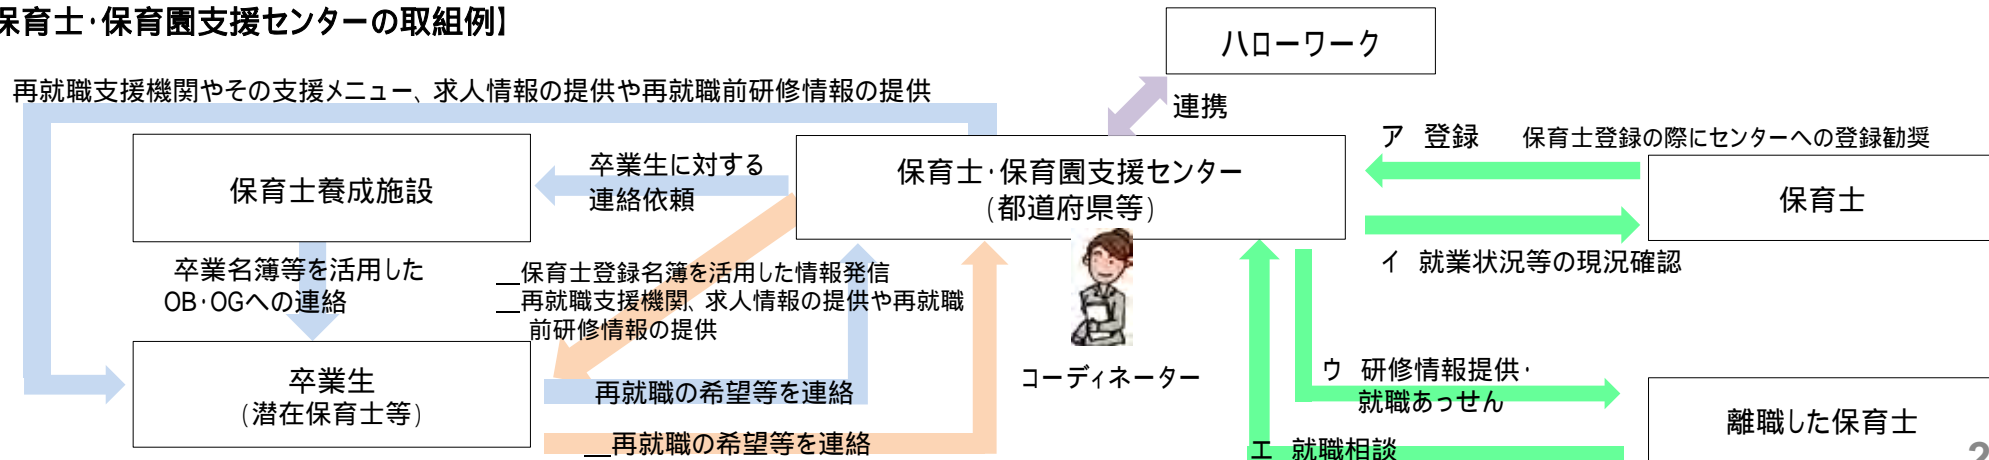 保育士・保育園支援センターの取組例】
ハローワーク
再就職支援機関やその支援メニュー、求人情報の提供や再就職前研修情報の提供
連携
ア 登録 保育士登録の際にセンターへの登録勧奨
保育士養成施設
卒業生に対する
連絡依頼
保育士・保育園支援センター
(都道府県等)
保育士
イ 就業状況等の現況確認
卒業名簿等を活用した
OB・OGへの連絡
__保育士登録名簿を活用した情報発信
__再就職支援機関、求人情報の提供や再就職
前研修情報の提供
コーディネーター
卒業生
(潜在保育士等)
再就職の希望等を連絡
__再就職の希望等を連絡
ウ 研修情報提供・
就職あっせん
離職した保育士
エ 就職相談
2